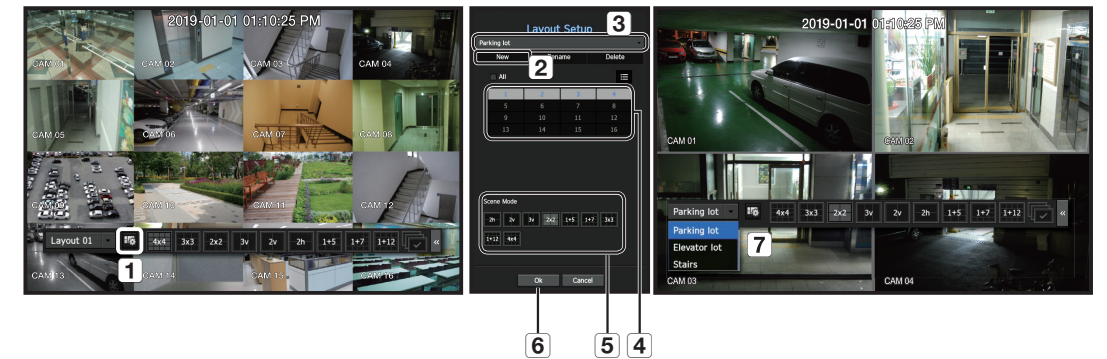 2019-01-01 01:10:25 PM
CAM 01
CAM 02
CAM 03
CAM 04
CAM 05
CAM 06
CAM 07
CAM 08
CAM 09
CAM 10
CAM 11
CAM 12
Layout 01
4x4
3x3
2x2
3v
2v
2h
1+5
1+7
1+12
«
1
CAM 13
CAM 14
CAM 15
CAM 16
Layout Setup
3
Parking lot
New
2
Rename
Delete
All
1 2 3 4
5 6 7 8
9 10 11 12
13 14 15 16
Scene Mode
2h 2v 3v 2x2 1+5 1+7 3x3
1+12 4x4
Ok
Cancel
6
5
4
2019-01-01 01:10:25 PM
CAM 01
CAM 02
Parking lot
4x4
3x3
2x2
3v
2v
2h
1+5
1+7
1+12
«
Parking lot
Elevator lot
Stairs
7
CAM 03
CAM 04